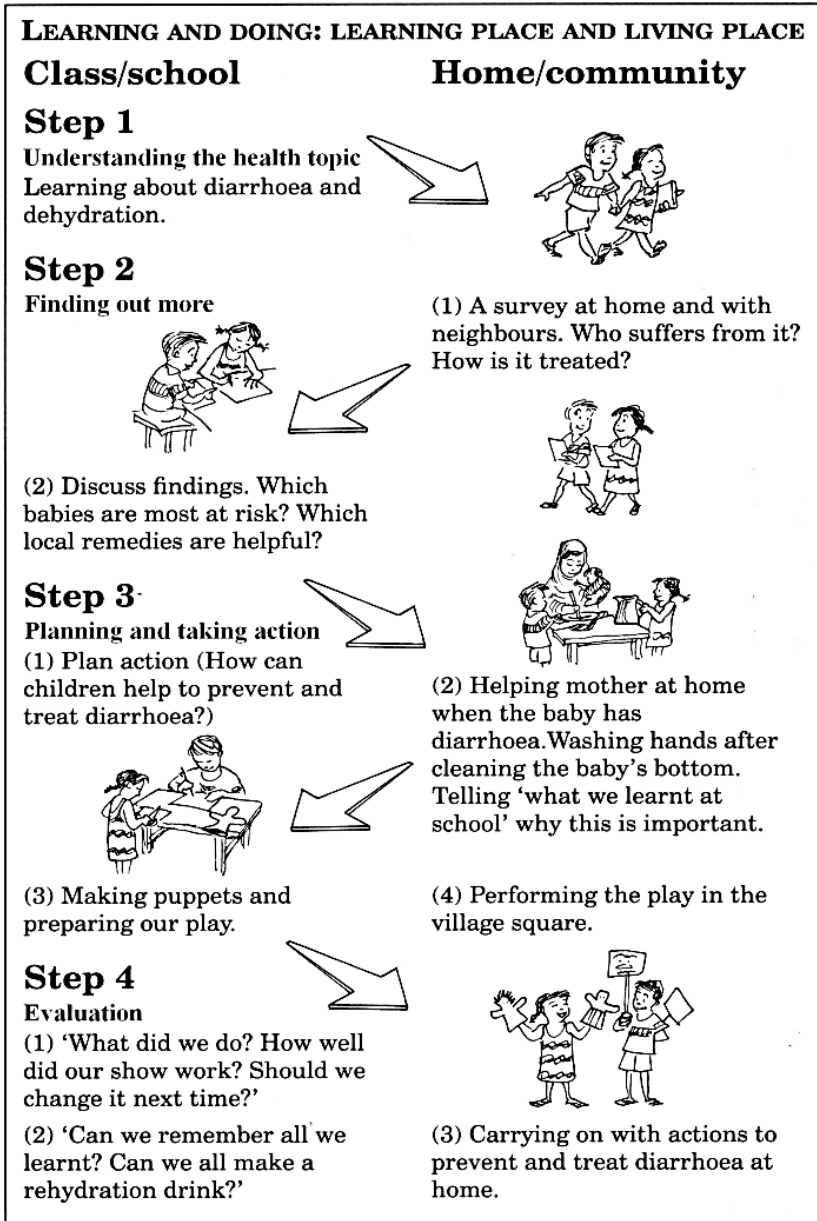 LEARNING AND DOING: LEARNING PLACE AND LIVING PLACE
Class/school
Home/community
Step 1
Understanding the health topic
Learning about diarrhoea and
dehydration.
Step 2
Finding out more
(1) A survey at home and with
neighbours. Who suffers from it?
How is it treated?
(2) Discuss findings. Which
babies are most at risk? Which
local remedies are helpful?
Step 3
Planning and taking action
(1) Plan action (How can
children help to prevent and
treat diarrhoea?)
(2) Helping mother at home
when the baby has
diarrhoea.Washing hands after
cleaning the baby's bottom.
Telling ‘what we learnt at
school’ why this is important.
(3) Making puppets and
preparing our play.
(4) Performing the play in the
village square.
Step 4
Evaluation
(1) ‘What did we do? How well
did our show work? Should we
change it next time?’
(2) ‘Can we remember all we
learnt? Can we all make a
rehydration drink?’
(3) Carrying on with actions to
prevent and treat diarrhoea at
home.